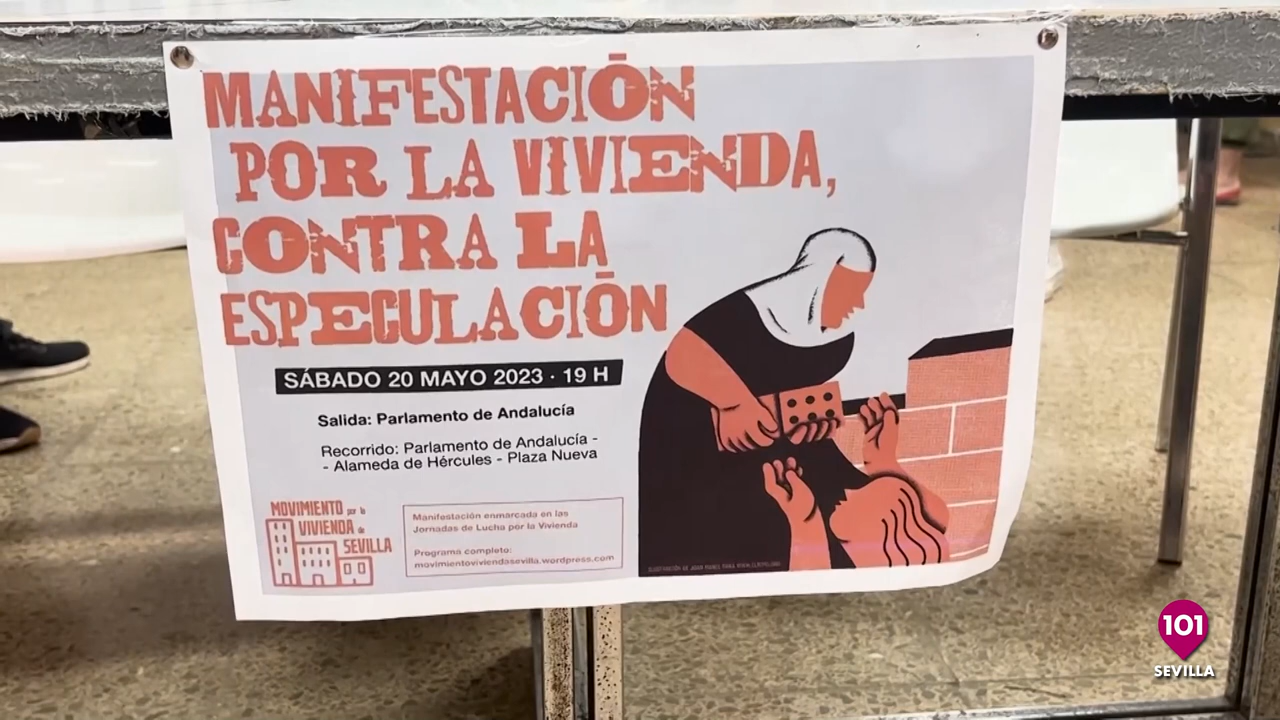 MANIFESTACIÓN
POR LA VIVIENDA,
CONTRA LA
ESPECULACIÓN
SÁBADO 20 MAYO 2023 · 19 H
Salida: Parlamento de Andalucía
Recorrido: Parlamento de Andalucía -
- Alameda de Hércules - Plaza Nueva
MOVIMIENTO por la
VIVIENDA de
SEVILLA
Manifestación enmarcada en las
Jornadas de Lucha por la Vivienda
Programa completo:
movimientoviviendasevilla.wordpress.com
101
SEVILLA